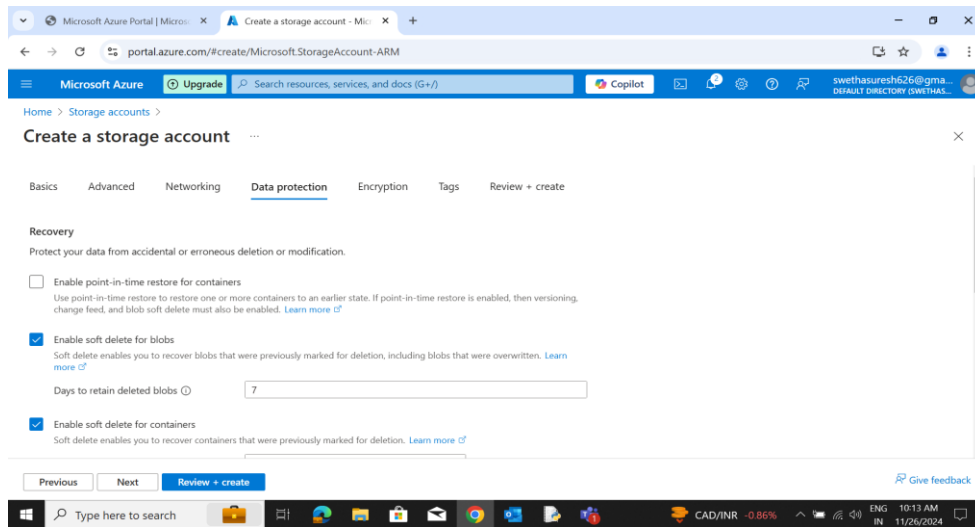 Microsoft Azure Portal | Micros
Create a storage account - Mic
portal.azure.com/#create/Microsoft.StorageAccount-ARM
Microsoft Azure
Upgrade
Search resources, services, and docs (G+/)
Copilot
2
swethasuresh626@gma...
DEFAULT DIRECTORY (SWETHAS...
Home > Storage accounts >
Create a storage account ...
Basics Advanced Networking Data protection Encryption Tags Review + create
Recovery
Protect your data from accidental or erroneous deletion or modification.
Enable point-in-time restore for containers
Use point-in-time restore to restore one or more containers to an earlier state. If point-in-time restore is enabled, then versioning,
change feed, and blob soft delete must also be enabled. Learn more
Enable soft delete for blobs
Soft delete enables you to recover blobs that were previously marked for deletion, including blobs that were overwritten. Learn
more
Days to retain deleted blobs 7
Enable soft delete for containers
Soft delete enables you to recover containers that were previously marked for deletion. Learn more
Previous Next Review + create
Give feedback
Type here to search
CAD/INR -0.86%
ENG
IN
10:13 AM
11/26/2024